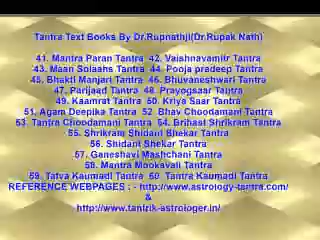 Tantra Text Books By Dr.Rupnathji(Dr.Rupak Nath)
41. Mantra Paran Tantra 42. Vaishnavamitr Tantra
43. Maan Solaahs Tantra 44. Pooja pradeep Tantra
45. Bhakti Manjari Tantra 46. Bhuvaneshwari Tantra
47. Parijaad Tantra 48. Prayogsaar Tantra
49. Kaamrat Tantra 50. Kriya Saar Tantra
51. Agam Deepika Tantra 52 Bhav Choodamani Tantra
53. Tantra Choodamani Tantra 54. Brihast Shrikram Tantra
55. Shrikram Shidant Shekar Tantra
56. Shidant Shekar Tantra
57. Ganeshavi Mashchani Tantra
58. Mantra Mookavali Tantra
59. Tatva Kaumadi Tantra 60 Tantra Kaumadi Tantra
REFERENCE WEBPAGES : - http://www.astrology-tantra.com/
&
http://www.tantrik-astrologer.in/